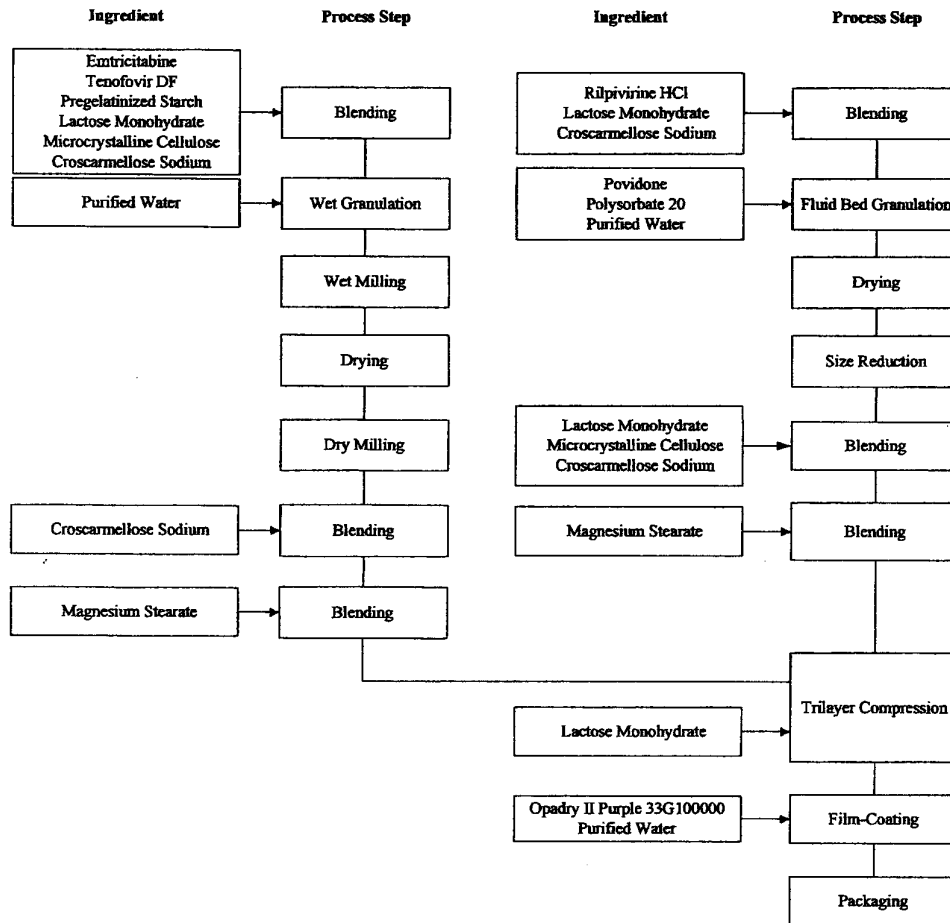 Ingredient
Process Step
Emtricitabine
Tenofovir DF
Pregelatinized Starch
Lactose Monohydrate
Microcrystalline Cellulose
Croscarmellose Sodium
Blending
Purified Water
Wet Granulation
Wet Milling
Drying
Dry Milling
Croscarmellose Sodium
Blending
Magnesium Stearate
Blending
Ingredient
Process Step
Rilpivirine HCl
Lactose Monohydrate
Croscarmellose Sodium
Blending
Povidone
Polysorbate 20
Purified Water
Fluid Bed Granulation
Drying
Size Reduction
Lactose Monohydrate
Microcrystalline Cellulose
Croscarmellose Sodium
Blending
Magnesium Stearate
Blending
Trilayer Compression
Lactose Monohydrate
Opadry II Purple 33G100000
Purified Water
Film-Coating
Packaging